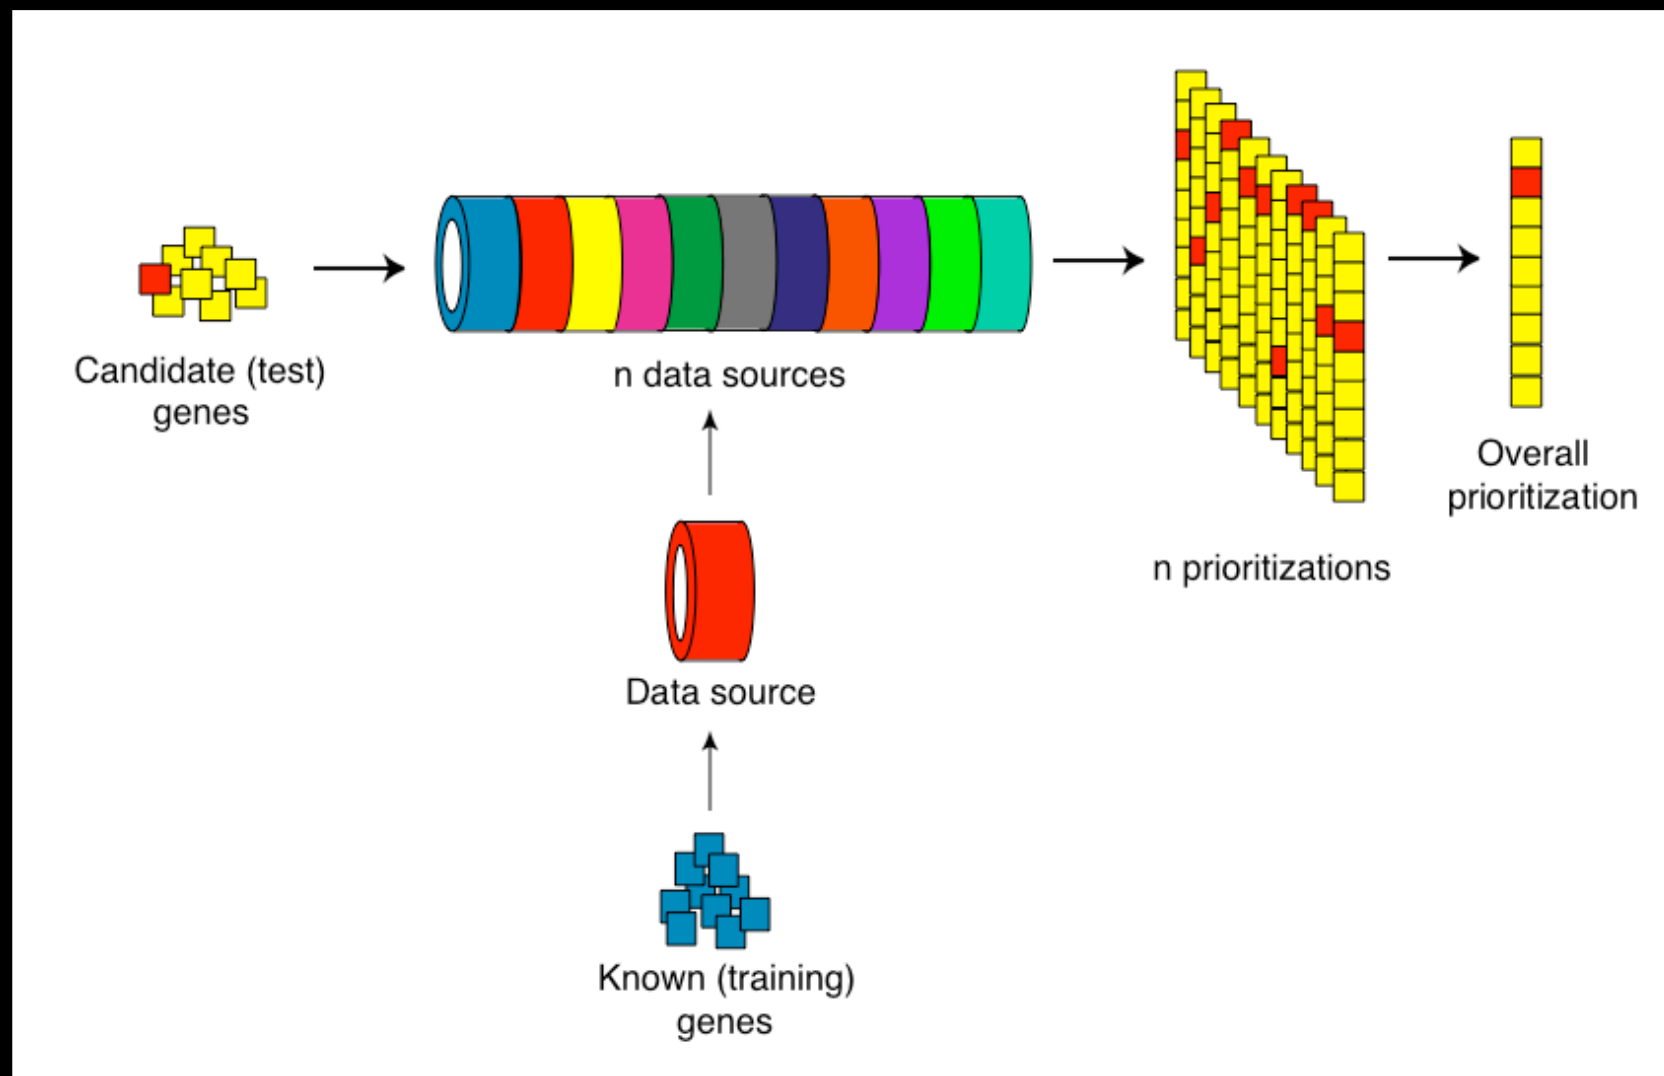 Candidate (test)
genes
n data sources
Overall
prioritization
n prioritizations
Data source
Known (training)
genes